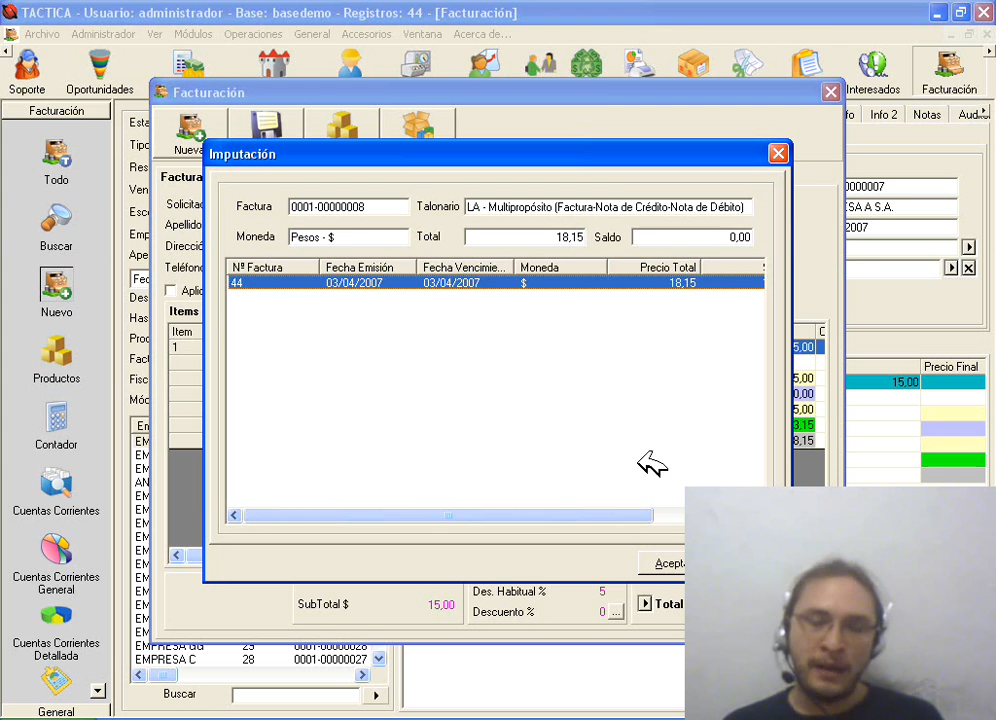 TACTICA - Usuario: administrador - Base: basedemo - Registros: 44 - [Facturación]
Archivo Administrador Ver Módulos Operaciones General Accesorios Ventana Acerca de...
Soporte Oportunidades Interesados Facturación
Facturación
Todo
Buscar
Nuevo
Productos
Contador
Cuentas Corrientes
Cuentas Corrientes
General
Cuentas Corrientes
Detallada
General
Info 2 Notas
Facturación
Imputación
Factura 0001-00000008 Talonario LA - Multipropósito (Factura-Nota de Crédito-Nota de Débito)
Moneda Pesos - $ Total 18,15 Saldo 0,00
Nº Factura Fecha Emisión Fecha Vencimie... Moneda Precio Total
44 03/04/2007 03/04/2007 $ 18,15
Items
Item
1
Precio Final
15,00
SubTotal $ 15,00
Des. Habitual % 5
Descuento % 0 ...
Total
EMPRESA GG 29 0001-00000028
EMPRESA C 28 0001-00000027
Buscar